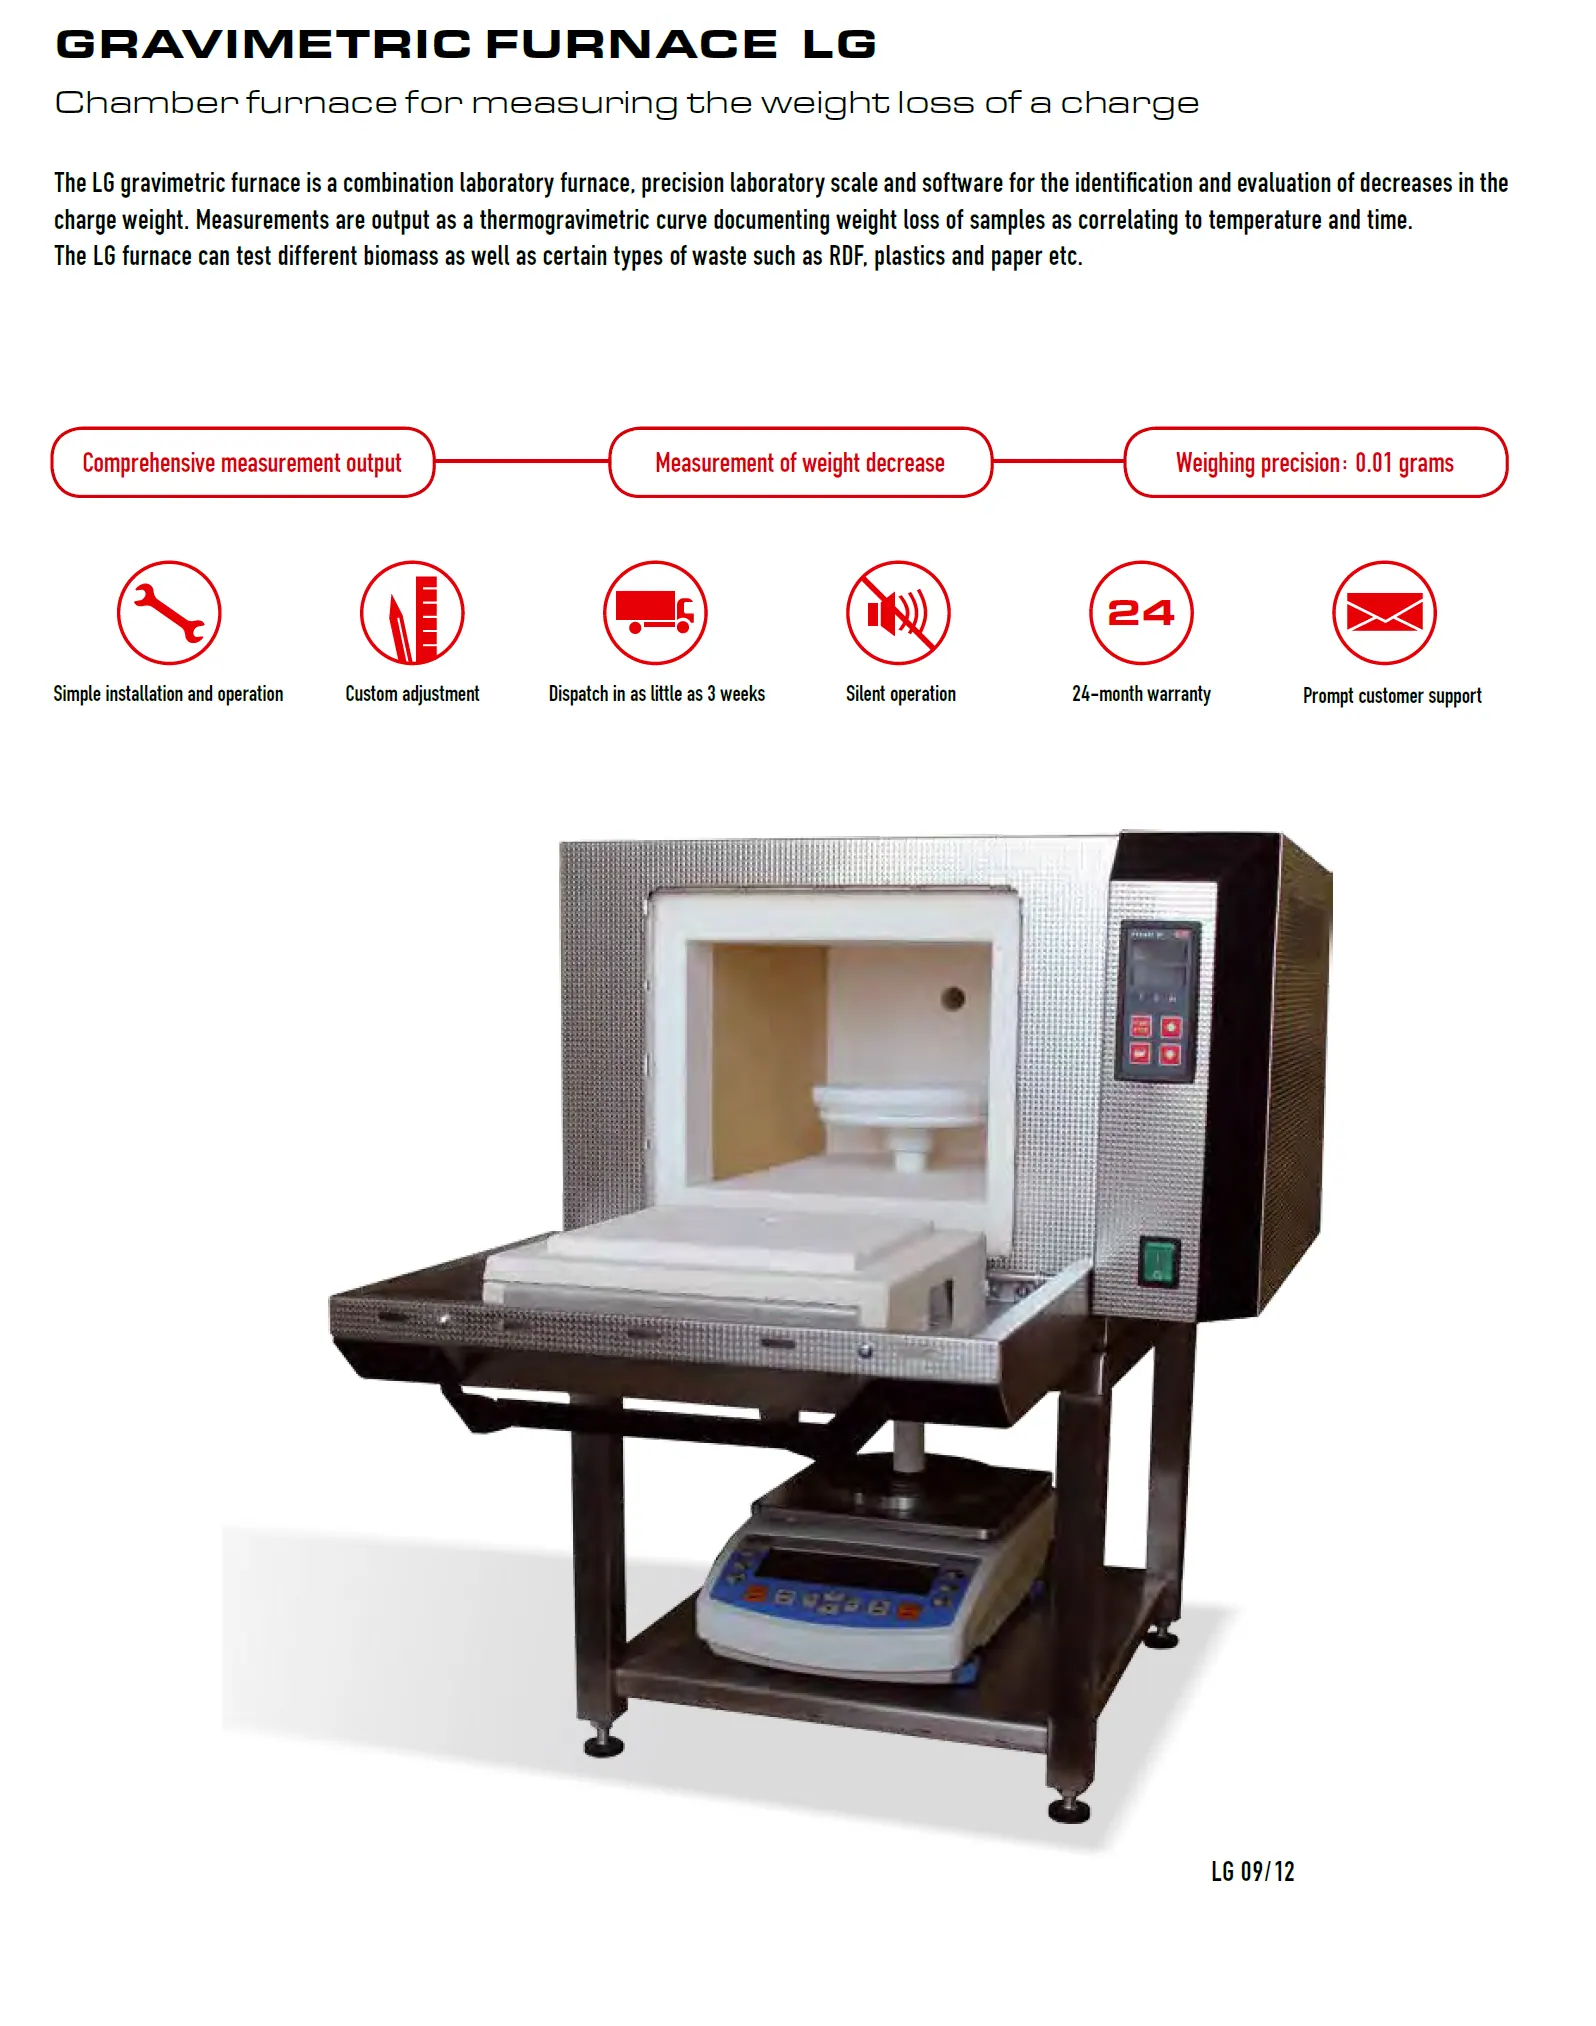 GRAVIMETRIC FURNACE LG
Chamber furnace for measuring the weight loss of a charge
The LG gravimetric furnace is a combination laboratory furnace, precision laboratory scale and software for the identification and evaluation of decreases in the
charge weight. Measurements are output as a thermogravimetric curve documenting weight loss of samples as correlating to temperature and time.
The LG furnace can test different biomass as well as certain types of waste such as RDF, plastics and paper etc.
Comprehensive measurement output
Measurement of weight decrease
Weighing precision: 0.01 grams
24
Simple installation and operation
Custom adjustment
Dispatch in as little as 3 weeks
Silent operation
24-month warranty
Prompt customer support
LG 09/12